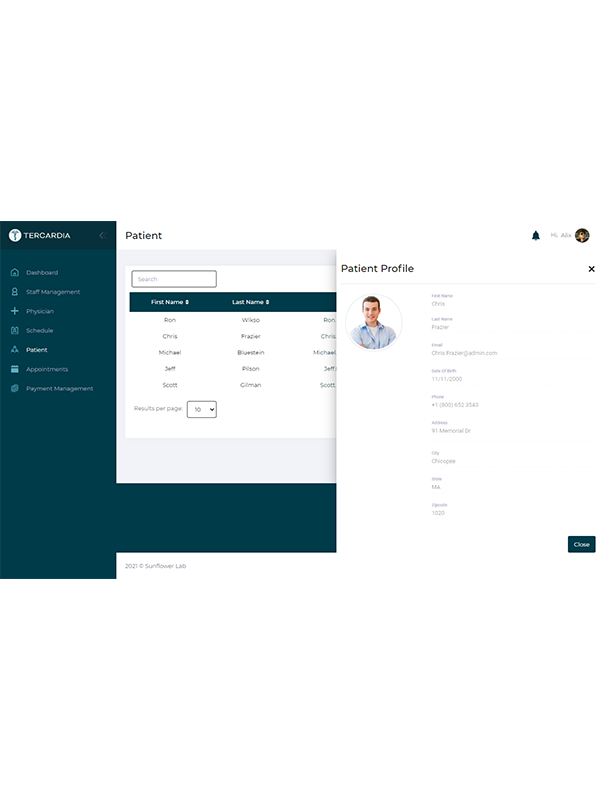 TERCARDIA
Dashboard
Staff Management
Physician
Schedule
Patient
Appointments
Payment Management
Patient
Hi, Alix
Search
First Name Last Name
Ron Wikso Ron.
Chris Frazier Chris.
Michael Bluestein Michael.
Jeff Pilson Jeff.
Scott Gilman Scott.
Results per page: 10
2021 © Sunflower Lab
Patient Profile
First Name
Chris
Last Name
Frazier
Email
Chris.Frazier@admin.com
Date Of Birth
11/11/2000
Phone
+1 (800) 652 3543
Address
91 Memorial Dr
City
Chicopee
State
MA
Zipcode
1020
Close